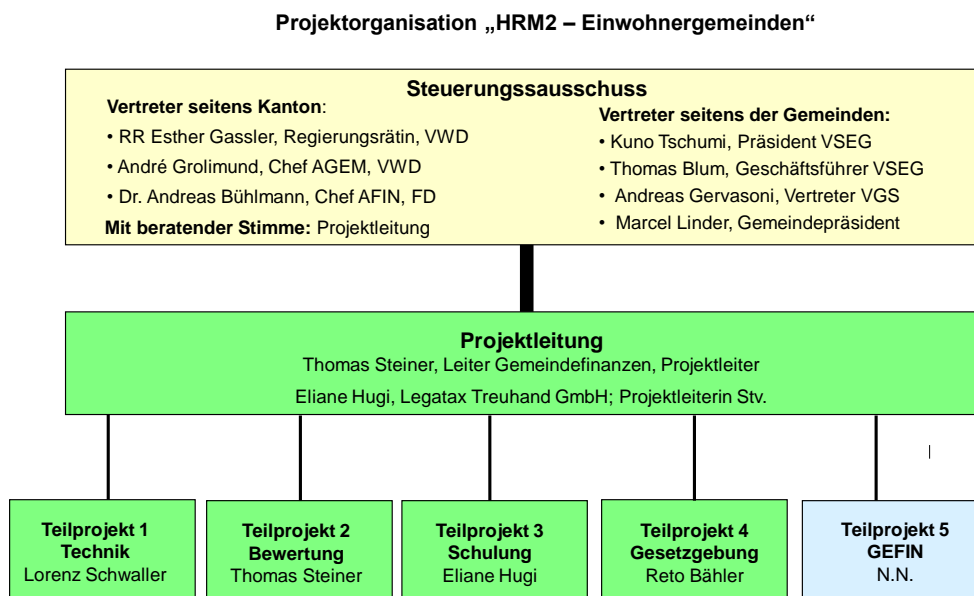 Projektorganisation „HRM2 – Einwohnergemeinden“
Steuerungssausschuss
Vertreter seitens Kanton:
• RR Esther Gassler, Regierungsrätin, VWD
• André Grolimund, Chef AGEM, VWD
• Dr. Andreas Bühlmann, Chef AFIN, FD
Mit beratender Stimme: Projektleitung
Vertreter seitens der Gemeinden:
• Kuno Tschumi, Präsident VSEG
• Thomas Blum, Geschäftsführer VSEG
• Andreas Gervasoni, Vertreter VGS
• Marcel Linder, Gemeindepräsident
Projektleitung
Thomas Steiner, Leiter Gemeindefinanzen, Projektleiter
Eliane Hugi, Legatax Treuhand GmbH; Projektleiterin Stv.
Teilprojekt 1
Technik
Lorenz Schwaller
Teilprojekt 2
Bewertung
Thomas Steiner
Teilprojekt 3
Schulung
Eliane Hugi
Teilprojekt 4
Gesetzgebung
Reto Bähler
Teilprojekt 5
GEFIN
N.N.